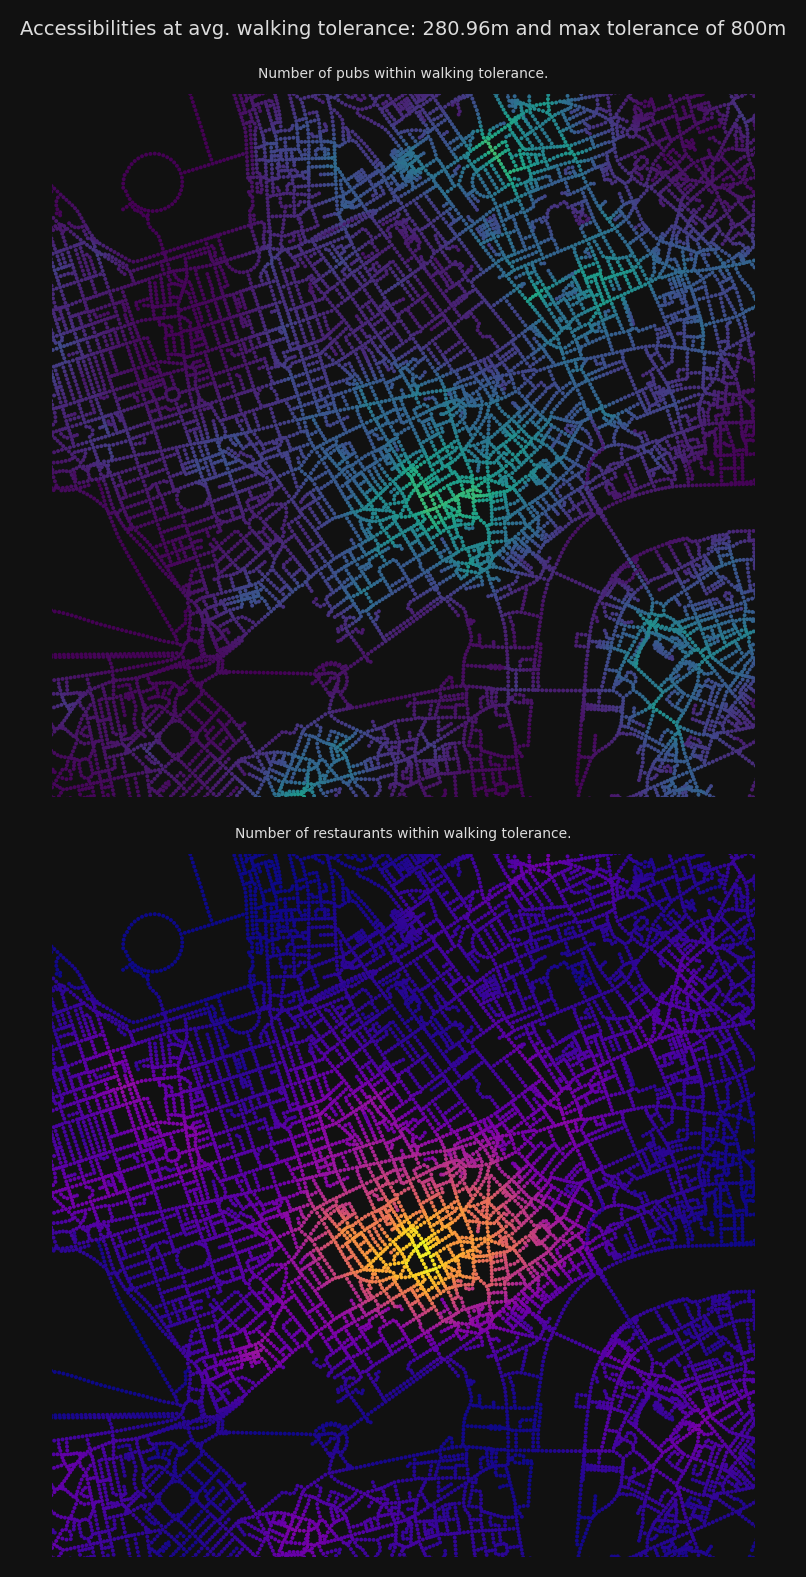 Accessibilities at avg. walking tolerance: 280.96m and max tolerance of 800m
Number of pubs within walking tolerance.
Number of restaurants within walking tolerance.